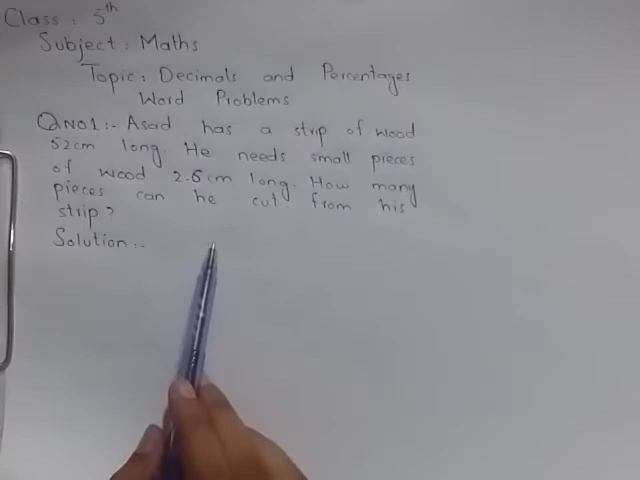 Class: 5th
Subject: Maths
Topic: Decimals and Percentages
Word Problems
QNO1:- Asad has a strip of wood
52cm long. He needs small pieces
of wood 2.6cm long. How many
pieces can he cut from his
strip?
Solution:-